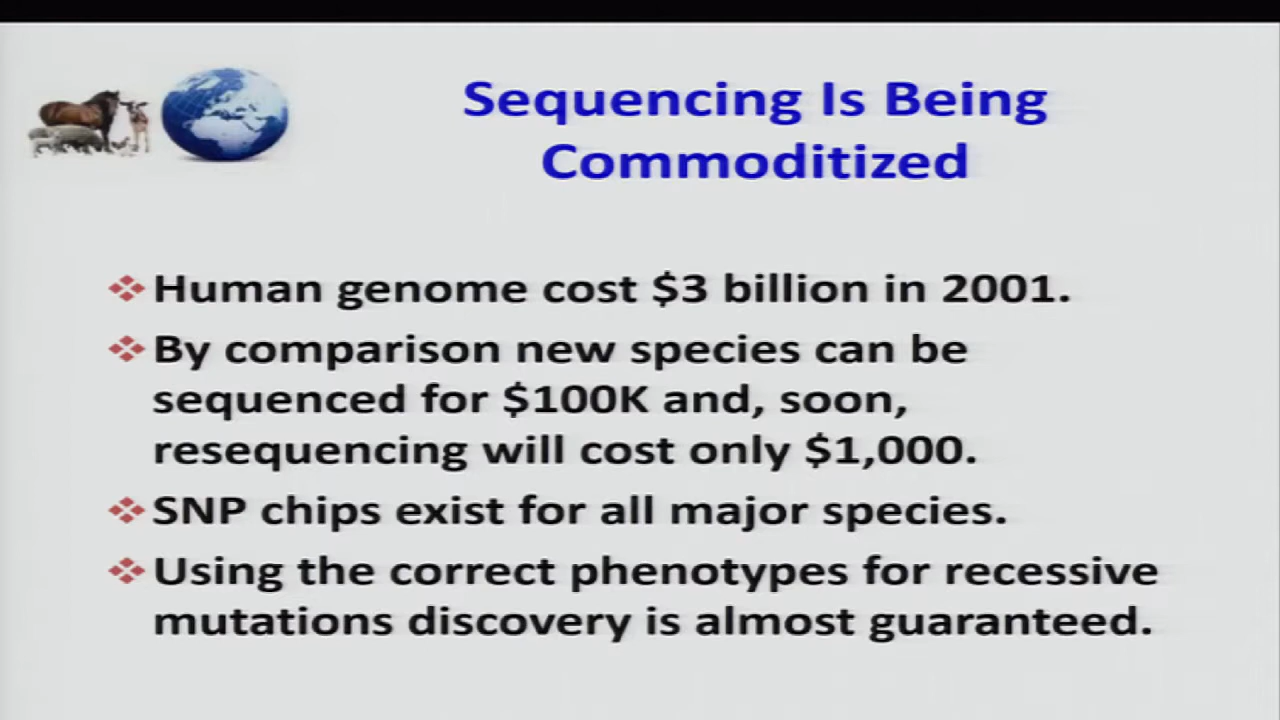 Sequencing Is Being
Commoditized
❖Human genome cost $3 billion in 2001.
❖By comparison new species can be
sequenced for $100K and, soon,
resequencing will cost only $1,000.
❖SNP chips exist for all major species.
❖Using the correct phenotypes for recessive
mutations discovery is almost guaranteed.